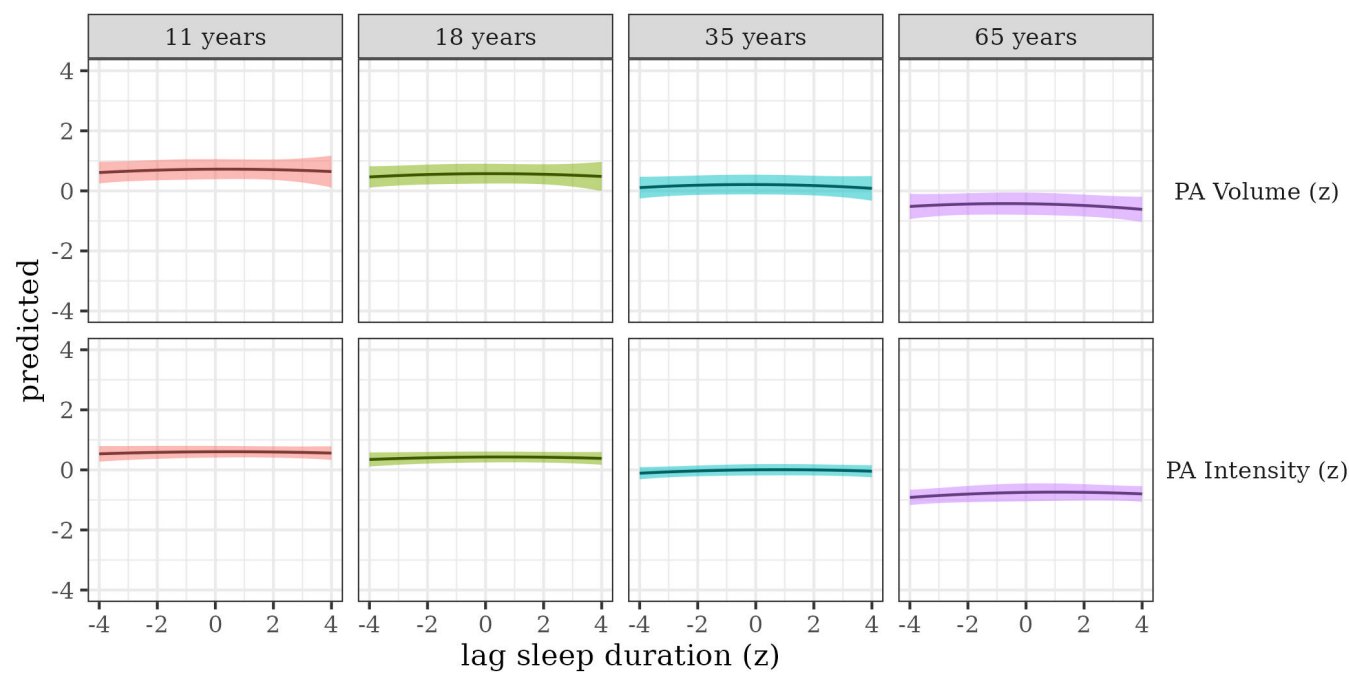 11 years 18 years 35 years 65 years
4
2
0
-2
-4
PA Volume (z)
predicted
4
2
0
-2
-4
PA Intensity (z)
-4 -2 0 2 4 -4 -2 0 2 4 -4 -2 0 2 4 -4 -2 0 2 4
lag sleep duration (z)